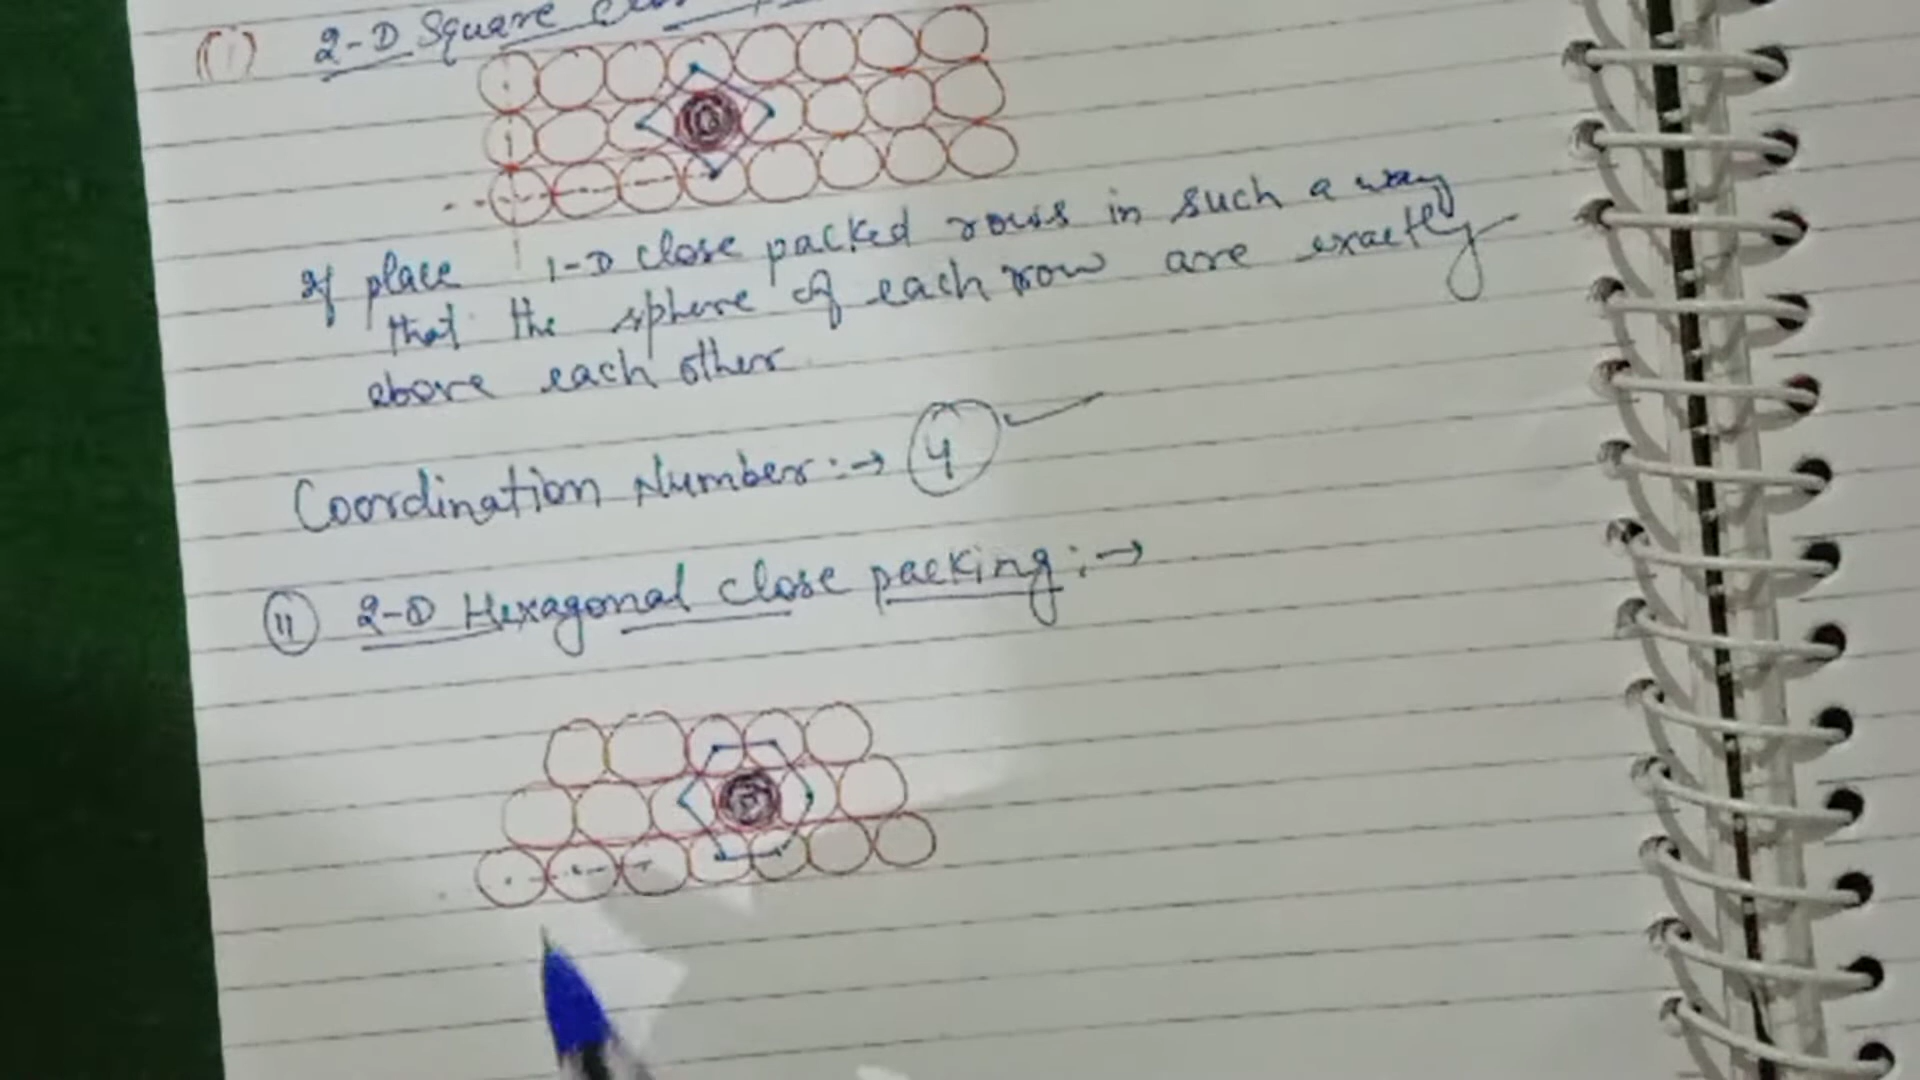 (i) 2-D Square
If place 1-D close packed rows in such a way
that the sphere of each row are exactly
above each other
Coordination Number :→ 4
(ii) 2-D Hexagonal close packing :→